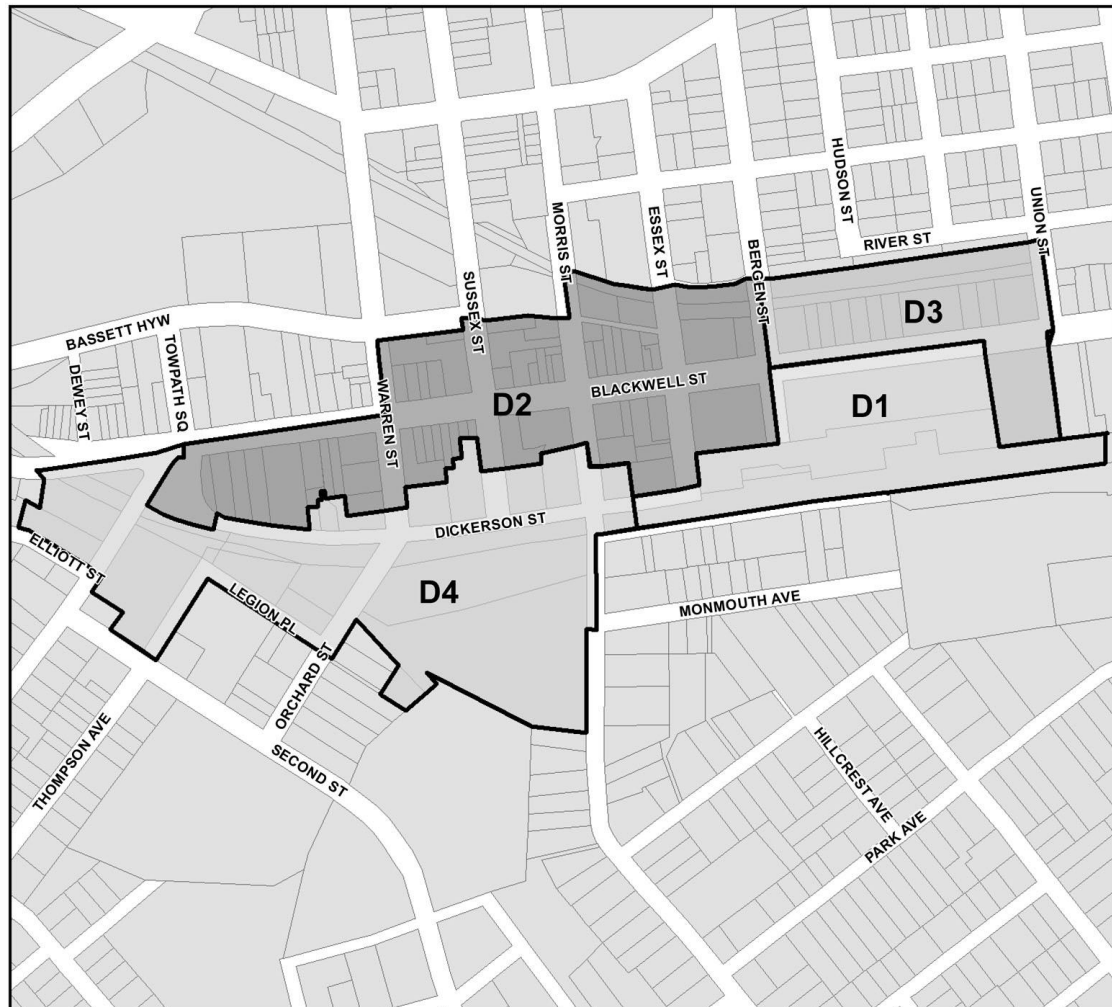 HUDSON ST
UNION ST
MORRIS ST
ESSEX ST
BERGEN ST
RIVER ST
SUSSEX ST
D3
BASSETT HYW
TOWPATH SQ
DEWEY ST
WARREN ST
BLACKWELL ST
D2
D1
DICKERSON ST
ELLIOTT ST
LEGION PL
D4
MONMOUTH AVE
ORCHARD ST
THOMPSON AVE
SECOND ST
HILLCREST AVE
PARK AVE